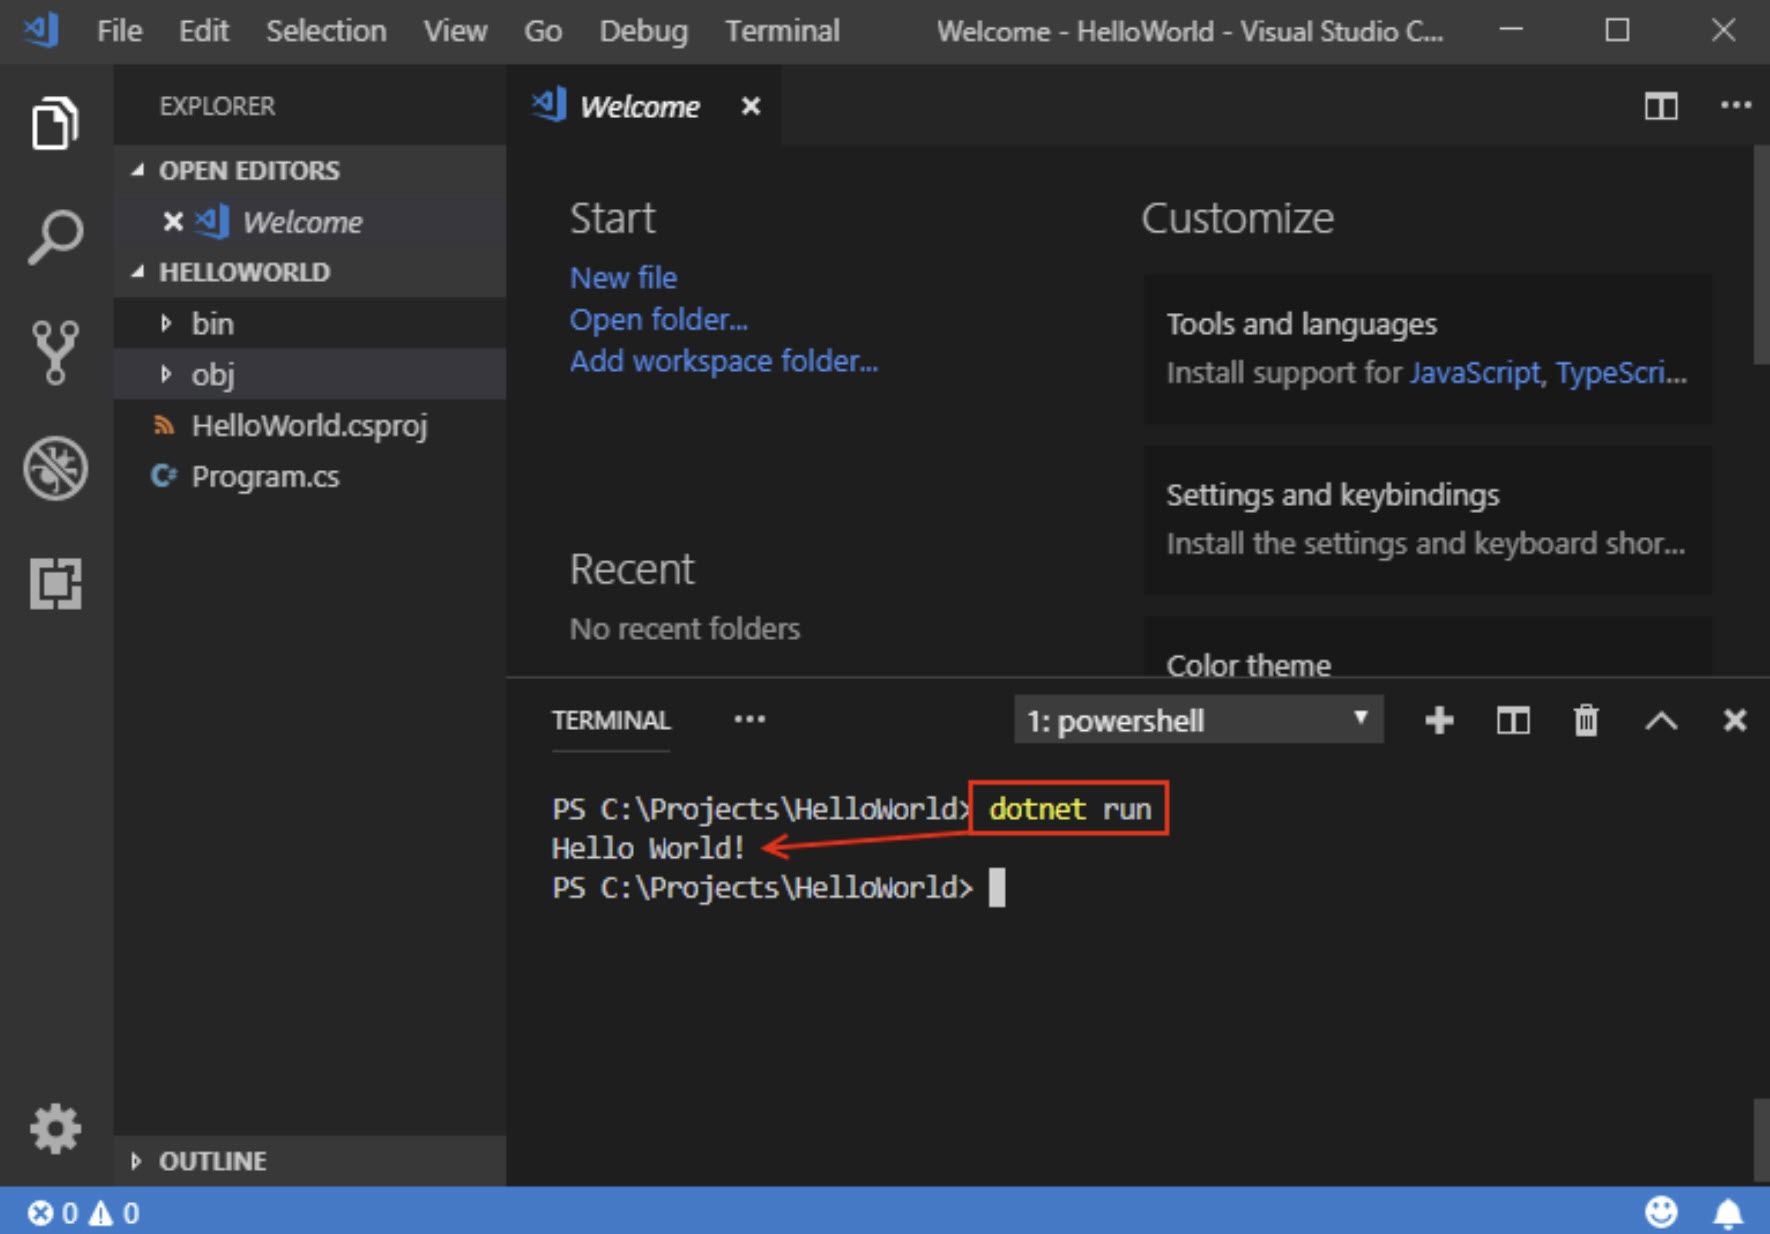 File Edit Selection View Go Debug Terminal Welcome - HelloWorld - Visual Studio C...
EXPLORER
OPEN EDITORS
Welcome
HELLOWORLD
bin
obj
HelloWorld.csproj
Program.cs
OUTLINE
Welcome
Start
New file
Open folder...
Add workspace folder...
Recent
No recent folders
Customize
Tools and languages
Install support for JavaScript, TypeScri...
Settings and keybindings
Install the settings and keyboard shor...
Color theme
TERMINAL ... 1: powershell
PS C:\Projects\HelloWorld> dotnet run
Hello World!
PS C:\Projects\HelloWorld>
0 0